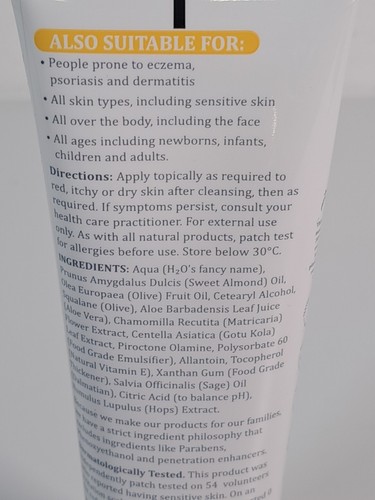 ALSO SUITABLE FOR:
• People prone to eczema,
psoriasis and dermatitis
• All skin types, including sensitive skin
• All over the body, including the face
• All ages including newborns, infants,
children and adults.
Directions: Apply topically as required to
red, itchy or dry skin after cleansing, then as
required. If symptoms persist, consult your
health care practitioner. For external use
only. As with all natural products, patch test
for allergies before use. Store below 30°C.
INGREDIENTS: Aqua (H₂O's fancy name),
Prunus Amygdalus Dulcis (Sweet Almond) Oil,
Olea Europaea (Olive) Fruit Oil, Cetearyl Alcohol,
Squalane (Olive), Aloe Barbadensis Leaf Juice
(Aloe Vera), Chamomilla Recutita (Matricaria)
Flower Extract, Centella Asiatica (Gotu Kola)
Leaf Extract, Piroctone Olamine, Polysorbate 60
(Food Grade Emulsifier), Allantoin, Tocopherol
(Natural Vitamin E), Xanthan Gum (Food Grade
Thickener), Salvia Officinalis (Sage) Oil
(Dalmatian), Citric Acid (to balance pH),
Humulus Lupulus (Hops) Extract.
we make our products for our families,
have a strict ingredient philosophy that
ingredients like Parabens,
and penetration enhancers.
Tested. This product was
patch tested on 54 volunteers
reported having sensitive skin. On an